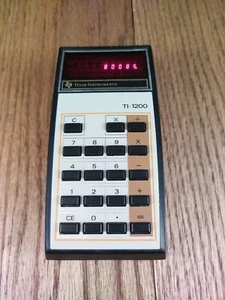 Texas Instruments
TI-1200
C % ÷
7 8 9 ×
4 5 6 −
1 2 3 +
CE 0 • =